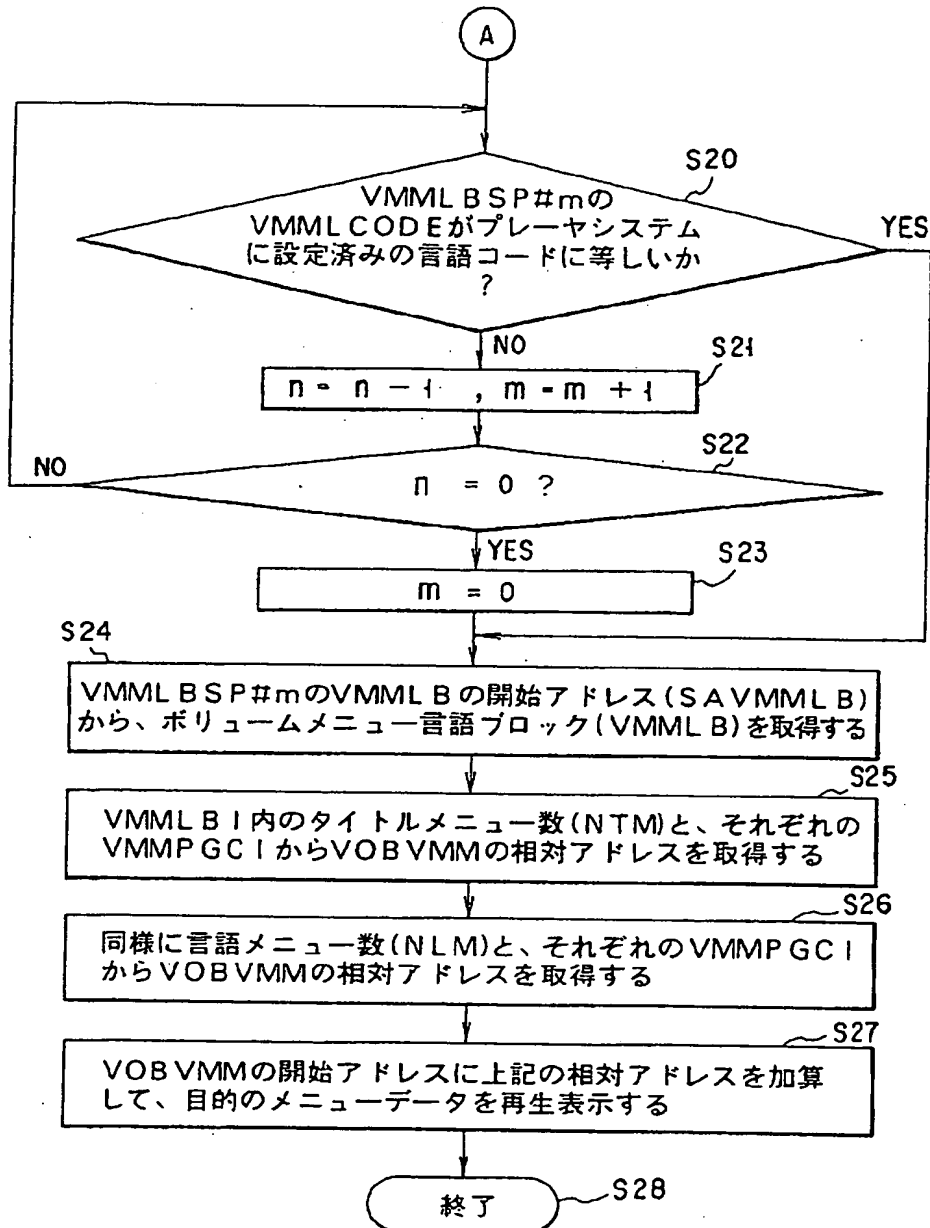 A
S20
VMMLBSP#mの
VMMLCODEがプレーヤシステム
に設定済みの言語コードに等しいか
?
YES
NO
S21
n = n - 1 , m = m + 1
S22
NO
n = 0 ?
YES
S23
m = 0
S24
VMMLBSP#mのVMMLBの開始アドレス(SAVMMLB)
から、ボリュームメニュー言語ブロック(VMMLB)を取得する
S25
VMMLBI内のタイトルメニュー数(NTM)と、それぞれの
VMMPGCIからVOBVMMの相対アドレスを取得する
S26
同様に言語メニュー数(NLM)と、それぞれのVMMPGCI
からVOBVMMの相対アドレスを取得する
S27
VOBVMMの開始アドレスに上記の相対アドレスを加算
して、目的のメニューデータを再生表示する
終了
S28